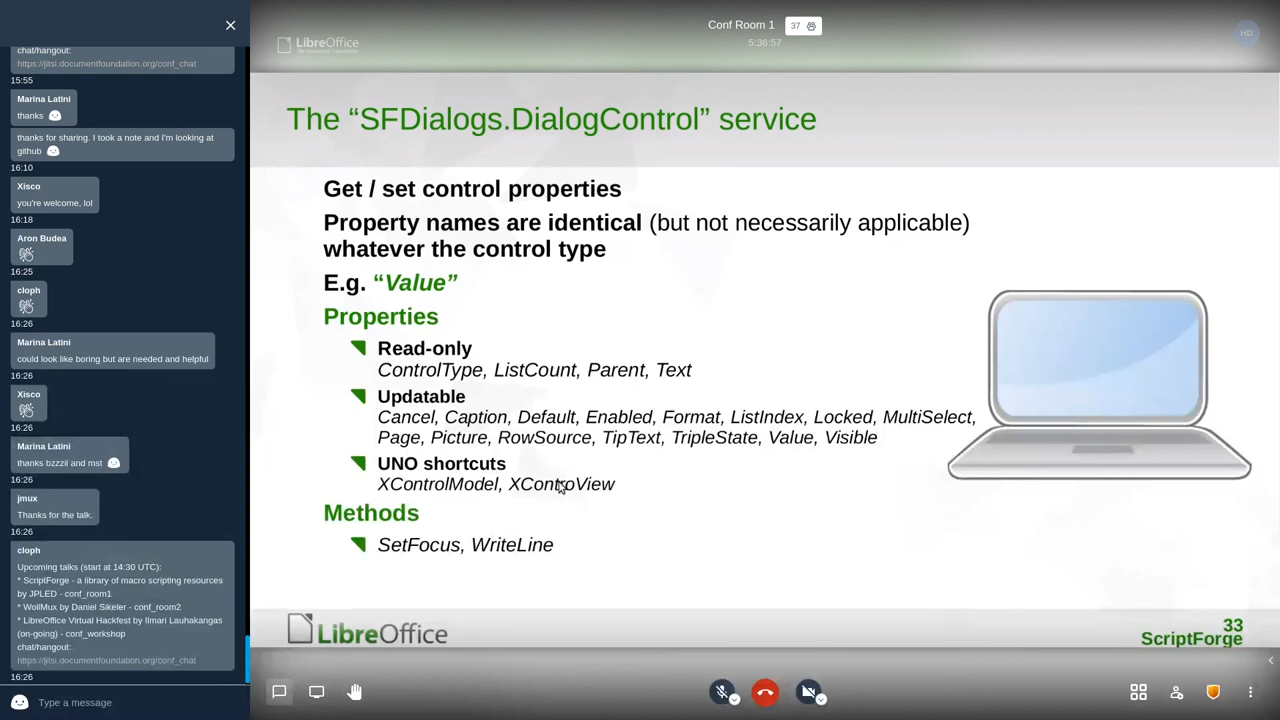 chat/hangout:
https://jitsi.documentfoundation.org/conf_chat
15:55
Marina Latini
thanks
thanks for sharing. I took a note and I'm looking at
github
16:10
Xisco
you're welcome, lol
16:18
Aron Budea
16:25
cloph
16:26
Marina Latini
could look like boring but are needed and helpful
16:26
Xisco
16:26
Marina Latini
thanks bzzzil and mst
16:26
jmux
Thanks for the talk.
16:26
cloph
Upcoming talks (start at 14:30 UTC):
* ScriptForge - a library of macro scripting resources
by JPLED - conf_room1
* WollMux by Daniel Sikeler - conf_room2
* LibreOffice Virtual Hackfest by Ilmari Lauhakangas
(on-going) - conf_workshop
chat/hangout:
https://jitsi.documentfoundation.org/conf_chat
16:26
Type a message
LibreOffice
The Document Foundation
Conf Room 1
37
5:36:57
HD
The “SFDialogs.DialogControl” service
Get / set control properties
Property names are identical (but not necessarily applicable)
whatever the control type
E.g. “Value”
Properties
Read-only
ControlType, ListCount, Parent, Text
Updatable
Cancel, Caption, Default, Enabled, Format, ListIndex, Locked, MultiSelect,
Page, Picture, RowSource, TipText, TripleState, Value, Visible
UNO shortcuts
XControlModel, XControlView
Methods
SetFocus, WriteLine
LibreOffice
33
ScriptForge